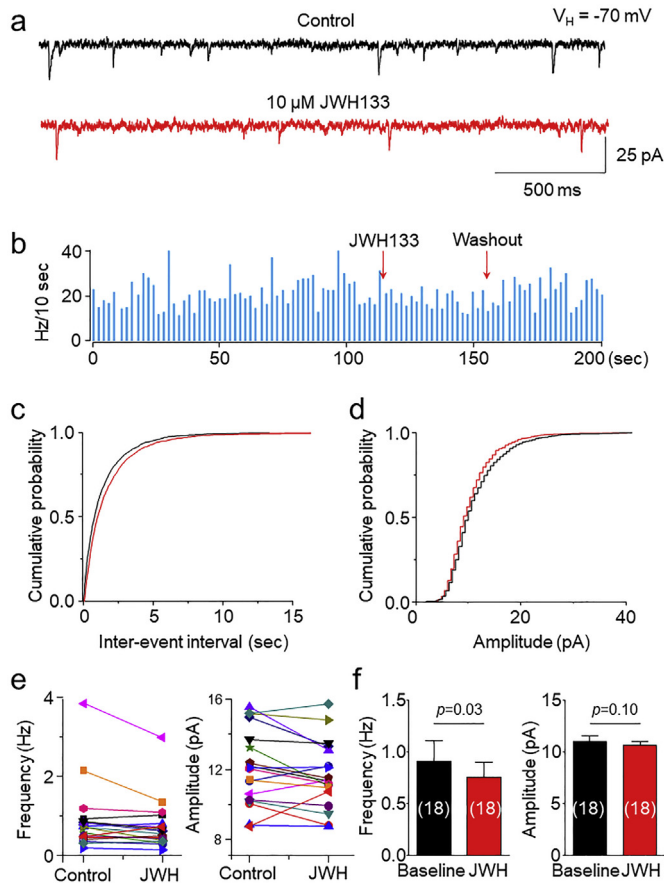 a
Control
V_H = -70 mV
10 µM JWH133
25 pA
500 ms
b
JWH133
Washout
Hz/10 sec
40
20
0
0
50
100
150
200 (sec)
c
Cumulative probability
1.0
0.5
0.0
0
5
10
15
Inter-event interval (sec)
d
Cumulative probability
1.0
0.5
0.0
0
20
40
Amplitude (pA)
e
Frequency (Hz)
4
2
0
Control
JWH
Amplitude (pA)
16
14
12
10
8
Control
JWH
f
Frequency (Hz)
1.5
1.0
0.5
0.0
p=0.03
(18)
(18)
Baseline
JWH
Amplitude (pA)
15
10
5
0
p=0.10
(18)
(18)
Baseline
JWH